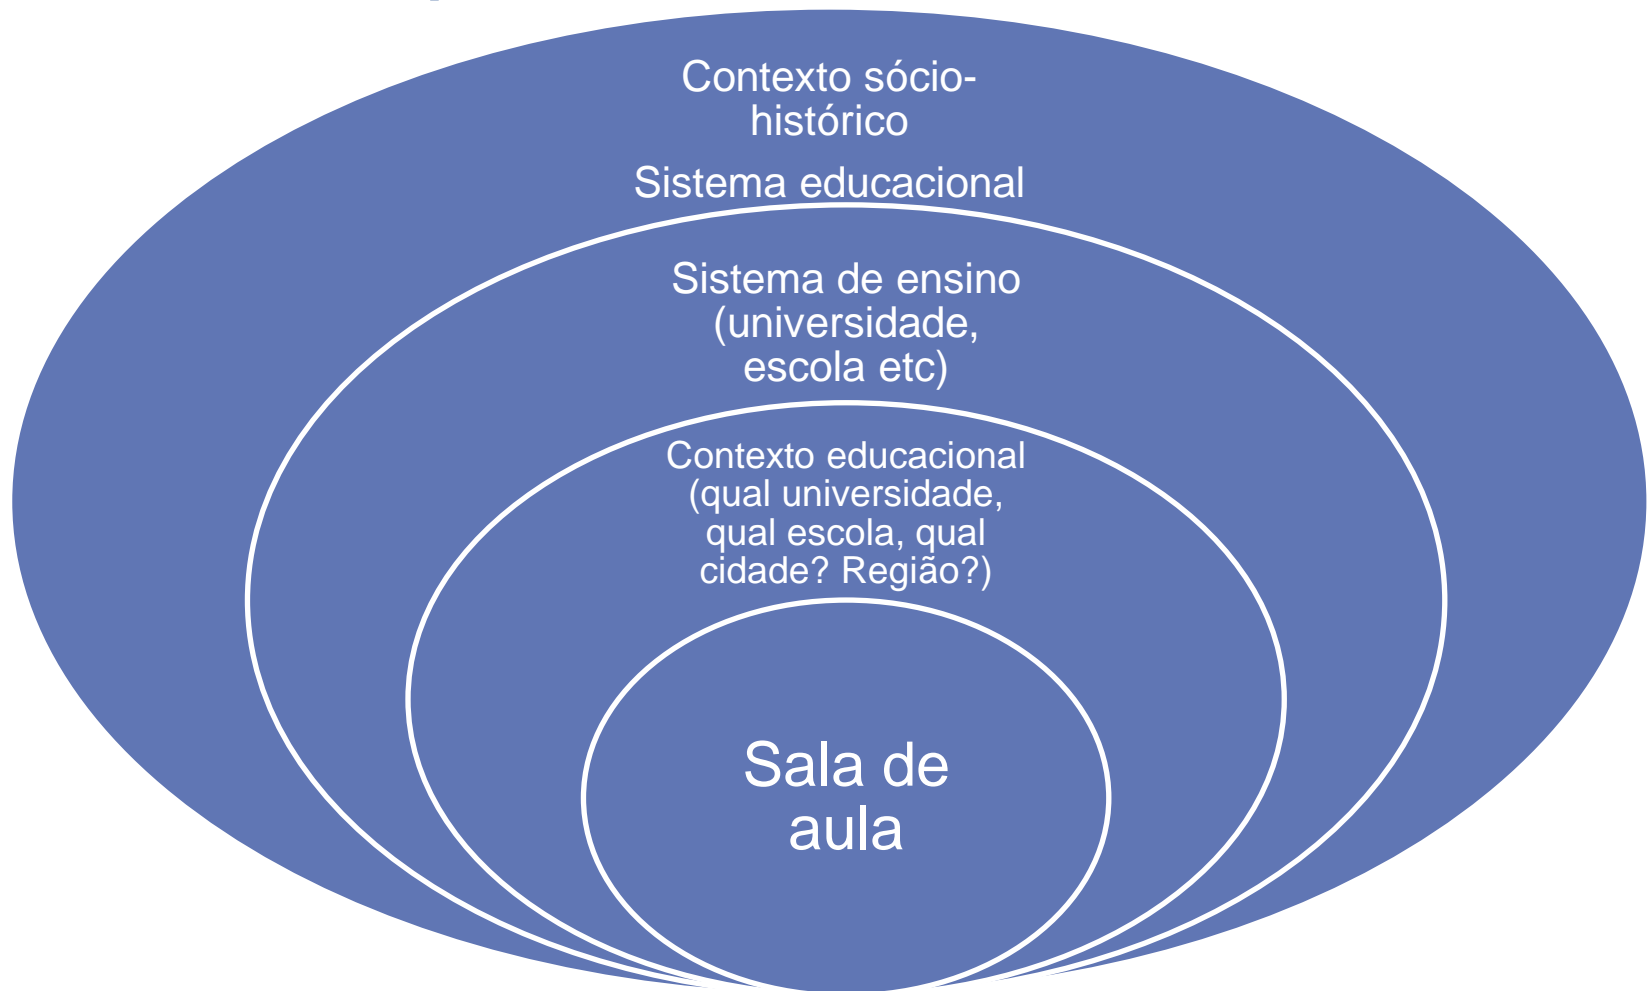 Contexto sócio-
histórico
Sistema educacional
Sistema de ensino
(universidade,
escola etc)
Contexto educacional
(qual universidade,
qual escola, qual
cidade? Região?)
Sala de
aula